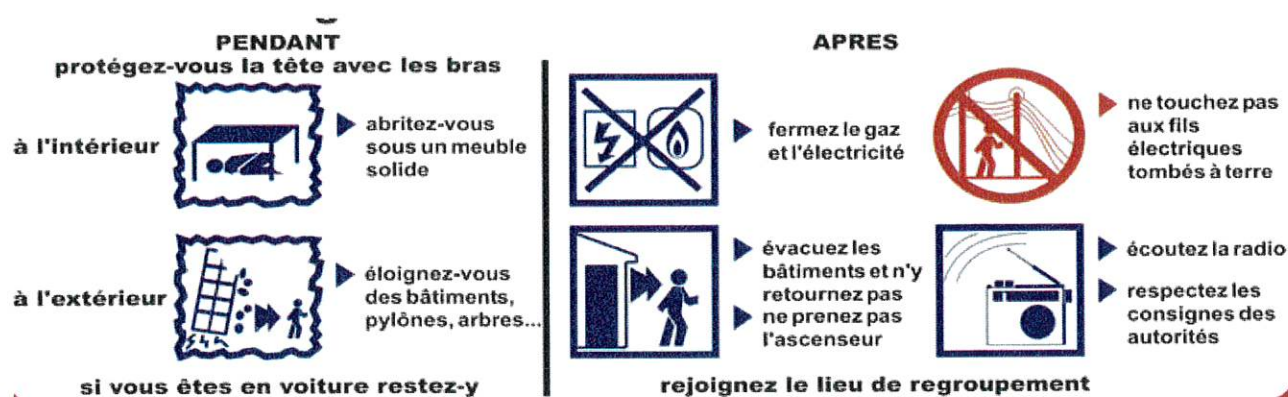 PENDANT
protégez-vous la tête avec les bras
à l'intérieur
abritez-vous
sous un meuble
solide
à l'extérieur
éloignez-vous
des bâtiments,
pylônes, arbres...
si vous êtes en voiture restez-y
APRES
fermez le gaz
et l'électricité
ne touchez pas
aux fils
électriques
tombés à terre
évacuez les
bâtiments et n'y
retournez pas
ne prenez pas
l'ascenseur
écoutez la radio
respectez les
consignes des
autorités
rejoignez le lieu de regroupement